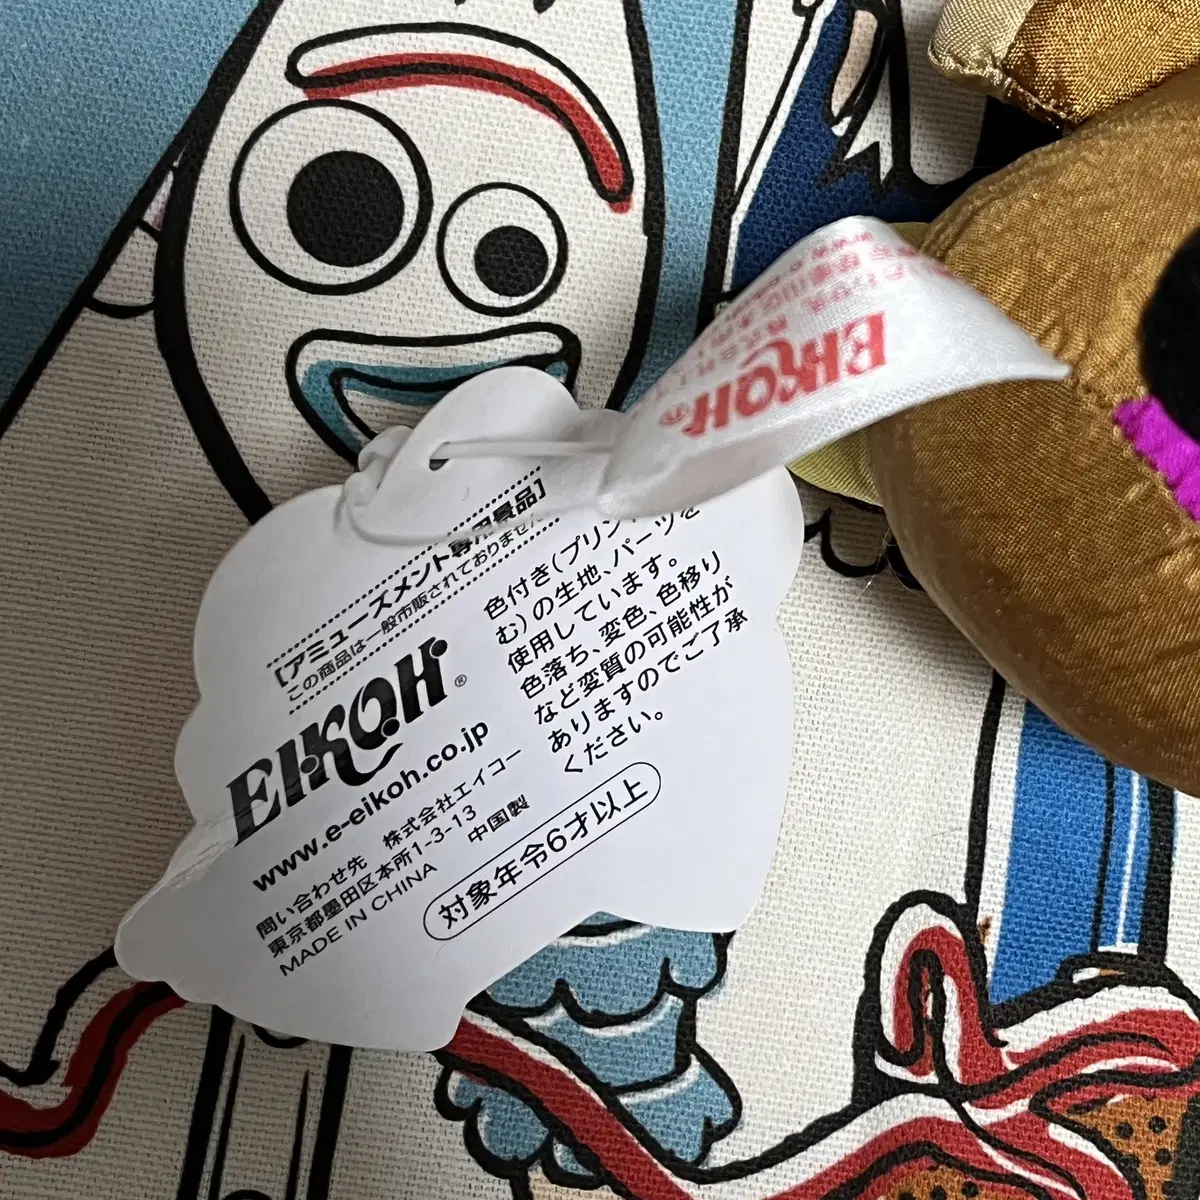 [アミューズメント専用景品]
この商品は一般市販されておりません
EIKOH®
www.e-eikoh.co.jp
問い合わせ先 株式会社エイコー
東京都墨田区本所1-3-13
MADE IN CHINA 中国製
色付き(プリン
む)の生地、パーツを
使用しています。
色落ち、変色、色移り
など変質の可能性が
ありますのでご了承
ください。
対象年令6才以上
EIKOH®